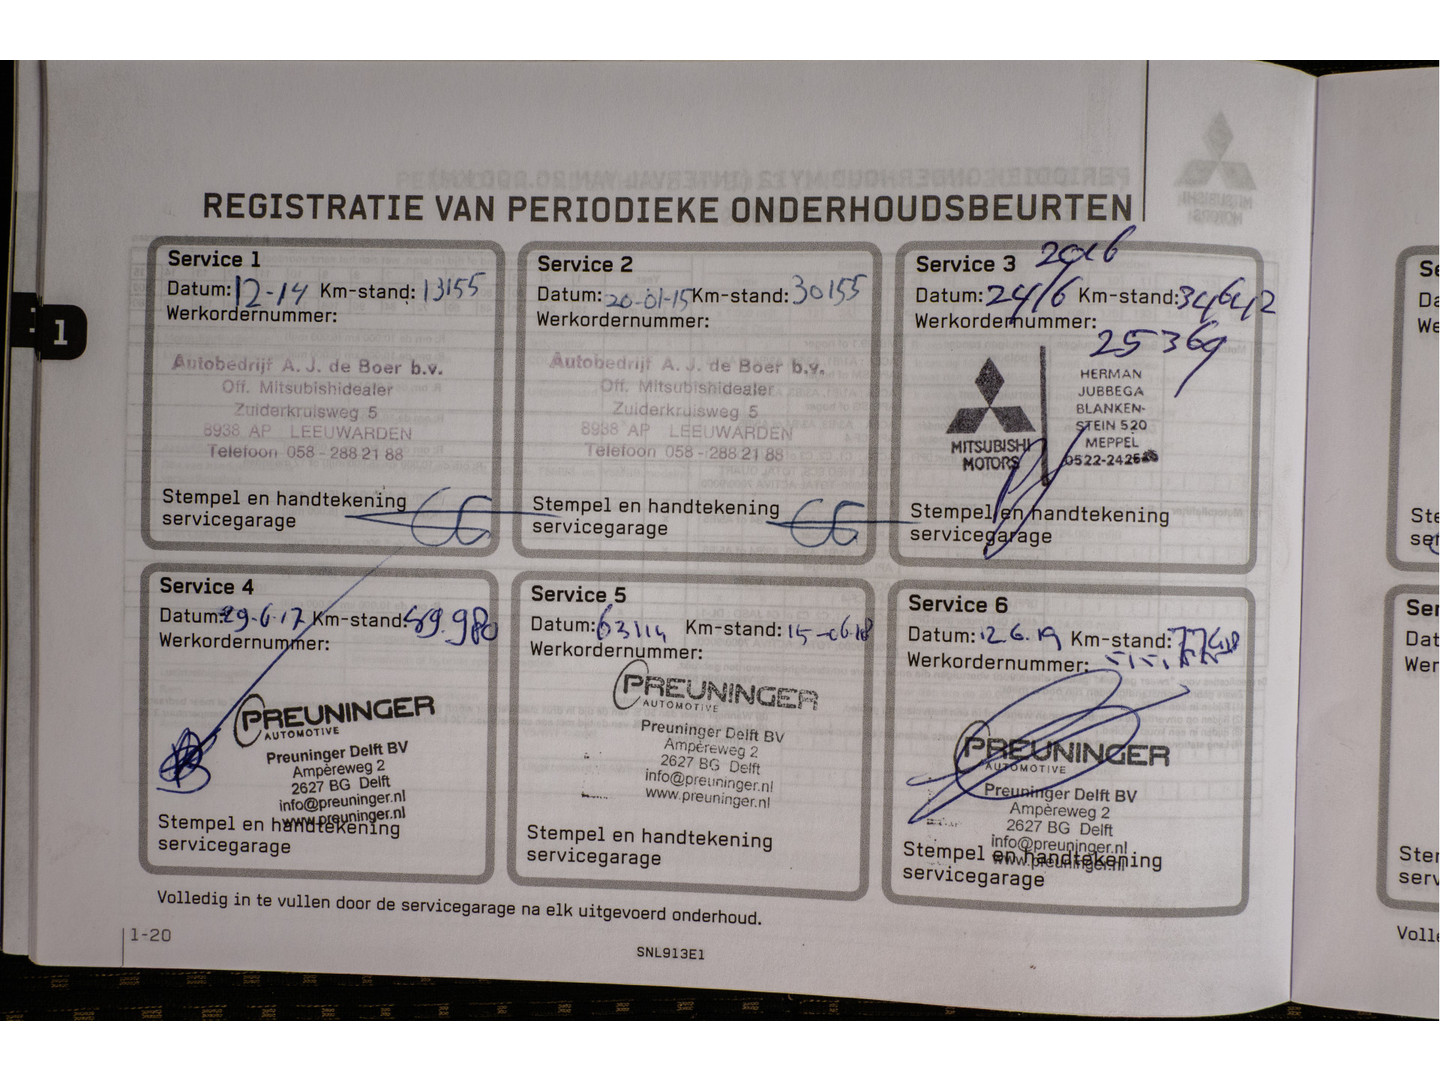 REGISTRATIE VAN PERIODIEKE ONDERHOUDSBEURTEN
MITSUBISHI
MOTORS
1
Service 1
Datum: 12-14 Km-stand: 13155
Werkordernummer:
Autobedrijf A. J. de Boer b.v.
Off. Mitsubishidealer
Zuiderkruisweg 5
8938 AP LEEUWARDEN
Telefoon 058 - 288 21 88
Stempel en handtekening
servicegarage
Service 2
Datum: 20-01-15 Km-stand: 30155
Werkordernummer:
Autobedrijf A. J. de Boer b.v.
Off. Mitsubishidealer
Zuiderkruisweg 5
8938 AP LEEUWARDEN
Telefoon 058 - 288 21 88
Stempel en handtekening
servicegarage
Service 3 2016
Datum: 24/6 Km-stand: 34642
Werkordernummer:
25369
MITSUBISHI
MOTORS
HERMAN
JUBBEGA
BLANKEN-
STEIN 520
MEPPEL
Stempel en handtekening
servicegarage
Service 4
Datum: 29-6-17 Km-stand: 59.980
Werkordernummer:
PREUNINGER
AUTOMOTIVE
Preuninger Delft BV
Ampèreweg 2
2627 BG Delft
info@preuninger.nl
www.preuninger.nl
Stempel en handtekening
servicegarage
Service 5
Datum: 63114 Km-stand: 15-06-18
Werkordernummer:
PREUNINGER
AUTOMOTIVE
Preuninger Delft BV
Ampèreweg 2
2627 BG Delft
info@preuninger.nl
www.preuninger.nl
Stempel en handtekening
servicegarage
Service 6
Datum: 12.6.19 Km-stand:
Werkordernummer:
PREUNINGER
AUTOMOTIVE
Preuninger Delft BV
Ampèreweg 2
2627 BG Delft
info@preuninger.nl
www.preuninger.nl
Stempel en handtekening
servicegarage
Volledig in te vullen door de servicegarage na elk uitgevoerd onderhoud.
1-20
SNL913E1